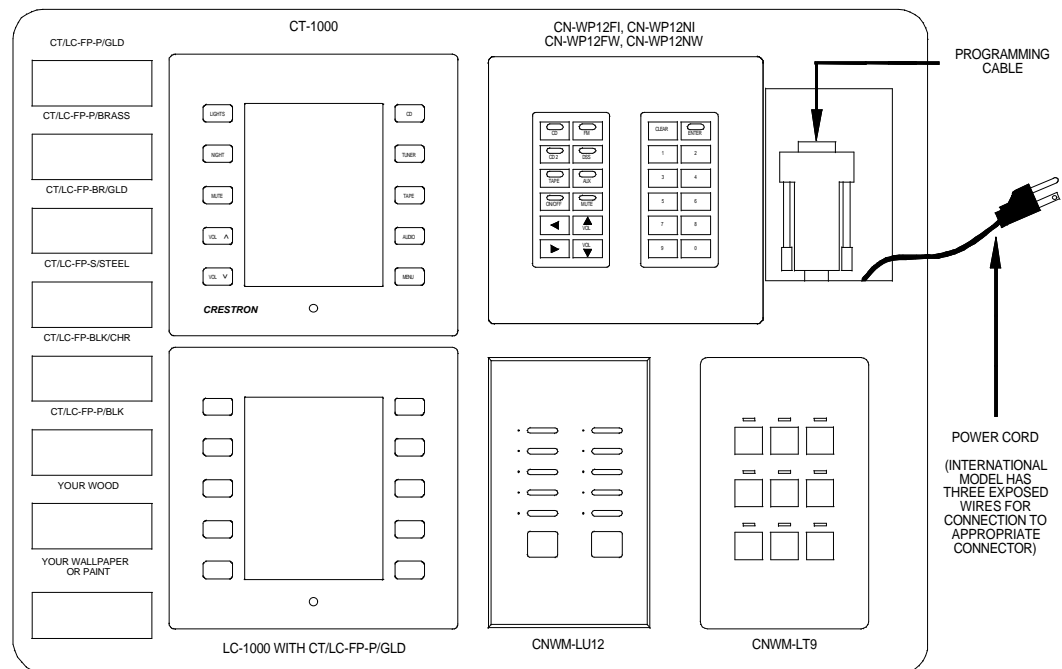 CT-1000
CN-WP12FI, CN-WP12NI
CN-WP12FW, CN-WP12NW
CT/LC-FP-P/GLD
CT/LC-FP-P/BRASS
CT/LC-FP-BR/GLD
CT/LC-FP-S/STEEL
CT/LC-FP-BLK/CHR
CT/LC-FP-P/BLK
YOUR WOOD
YOUR WALLPAPER
OR PAINT
LIGHTS
CD
NIGHT
TUNER
MUTE
TAPE
VOL ∧
AUDIO
VOL ∨
MENU
CRESTRON
CD
FM
CD 2
DSS
TAPE
AUX
ON/OFF
MUTE
VOL
VOL
CLEAR
ENTER
1
2
3
4
5
6
7
8
9
0
PROGRAMMING
CABLE
POWER CORD
(INTERNATIONAL
MODEL HAS
THREE EXPOSED
WIRES FOR
CONNECTION TO
APPROPRIATE
CONNECTOR)
LC-1000 WITH CT/LC-FP-P/GLD
CNWM-LU12
CNWM-LT9